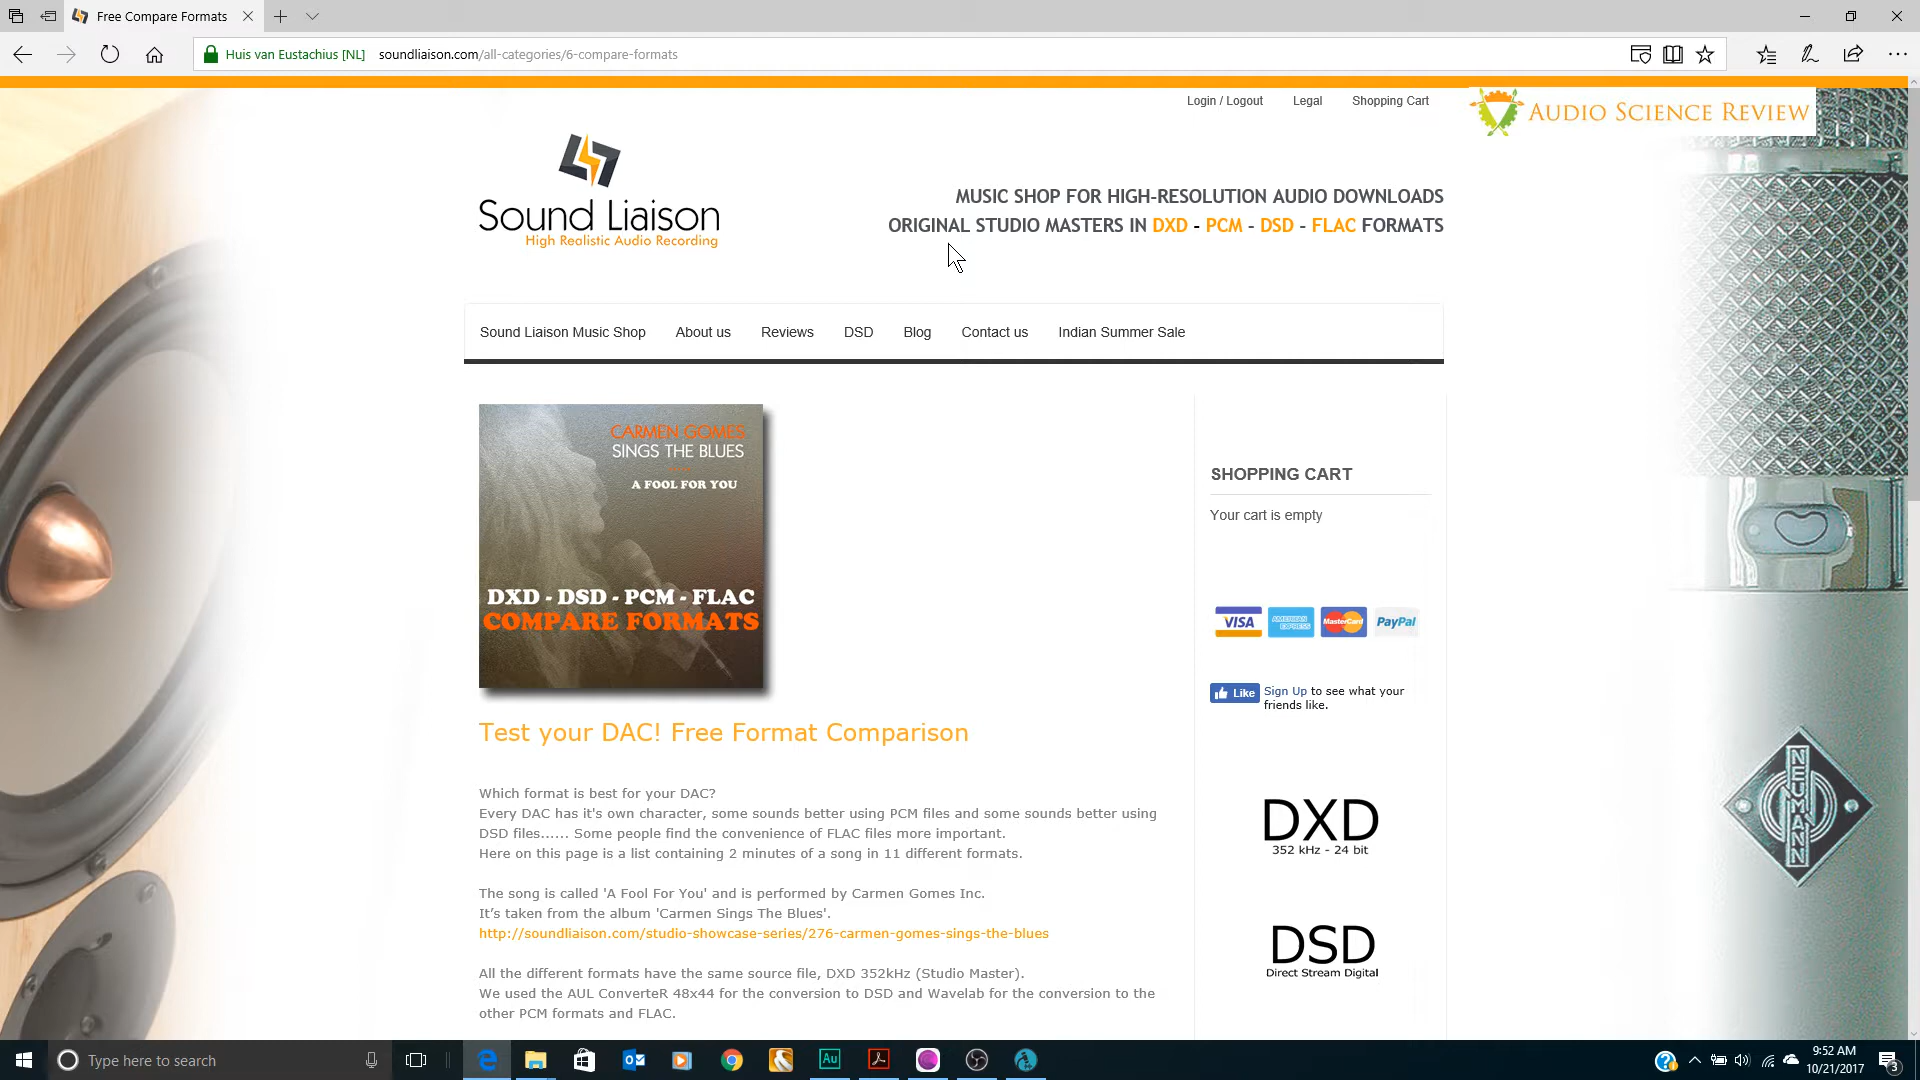 Free Compare Formats
Huis van Eustachius [NL] soundliaison.com/all-categories/6-compare-formats
Login / Logout Legal Shopping Cart
AUDIO SCIENCE REVIEW
Sound Liaison
High Realistic Audio Recording
MUSIC SHOP FOR HIGH-RESOLUTION AUDIO DOWNLOADS
ORIGINAL STUDIO MASTERS IN DXD - PCM - DSD - FLAC FORMATS
Sound Liaison Music Shop About us Reviews DSD Blog Contact us Indian Summer Sale
CARMEN GOMES
SINGS THE BLUES
A FOOL FOR YOU
DXD - DSD - PCM - FLAC
COMPARE FORMATS
Test your DAC! Free Format Comparison
Which format is best for your DAC?
Every DAC has it's own character, some sounds better using PCM files and some sounds better using
DSD files...... Some people find the convenience of FLAC files more important.
Here on this page is a list containing 2 minutes of a song in 11 different formats.
The song is called 'A Fool For You' and is performed by Carmen Gomes Inc.
It’s taken from the album 'Carmen Sings The Blues'.
http://soundliaison.com/studio-showcase-series/276-carmen-gomes-sings-the-blues
All the different formats have the same source file, DXD 352kHz (Studio Master).
We used the AUL ConverteR 48x44 for the conversion to DSD and Wavelab for the conversion to the
other PCM formats and FLAC.
SHOPPING CART
Your cart is empty
VISA AMERICAN EXPRESS MasterCard PayPal
Like Sign Up to see what your
friends like.
DXD
352 kHz - 24 bit
DSD
Direct Stream Digital
NEUMANN
Type here to search
Au
9:52 AM
10/21/2017
3